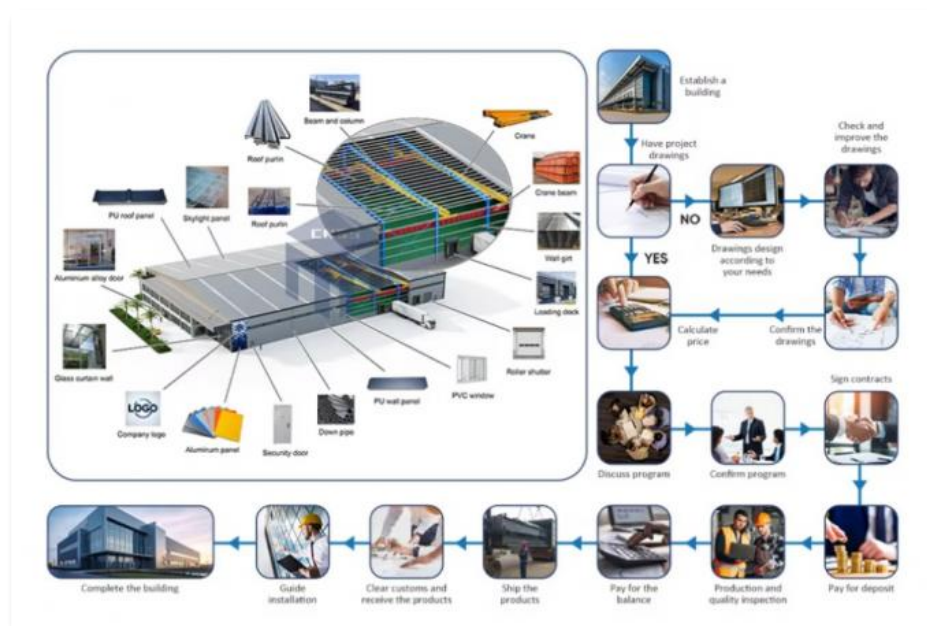 Beam and column
Crane
Roof purin
Crane beam
PU roof panel
Skylight panel
Roof purlin
Wall girt
Aluminum alloy door
Loading dock
Glass curtain wall
Roller shutter
PVC window
PU wall panel
LOGO
Company logo
Aluminum panel
Security door
Down pipe
Establish a
building
Have project
drawings
NO
Drawings design
according to
your needs
Check and
improve the
drawings
YES
Calculate
price
Confirm the
drawings
Discuss program
Confirm program
Sign contracts
Pay for deposit
Production and
quality inspection
Pay for the
balance
Ship the
products
Clear customs and
receive the products
Guide
installation
Complete the building